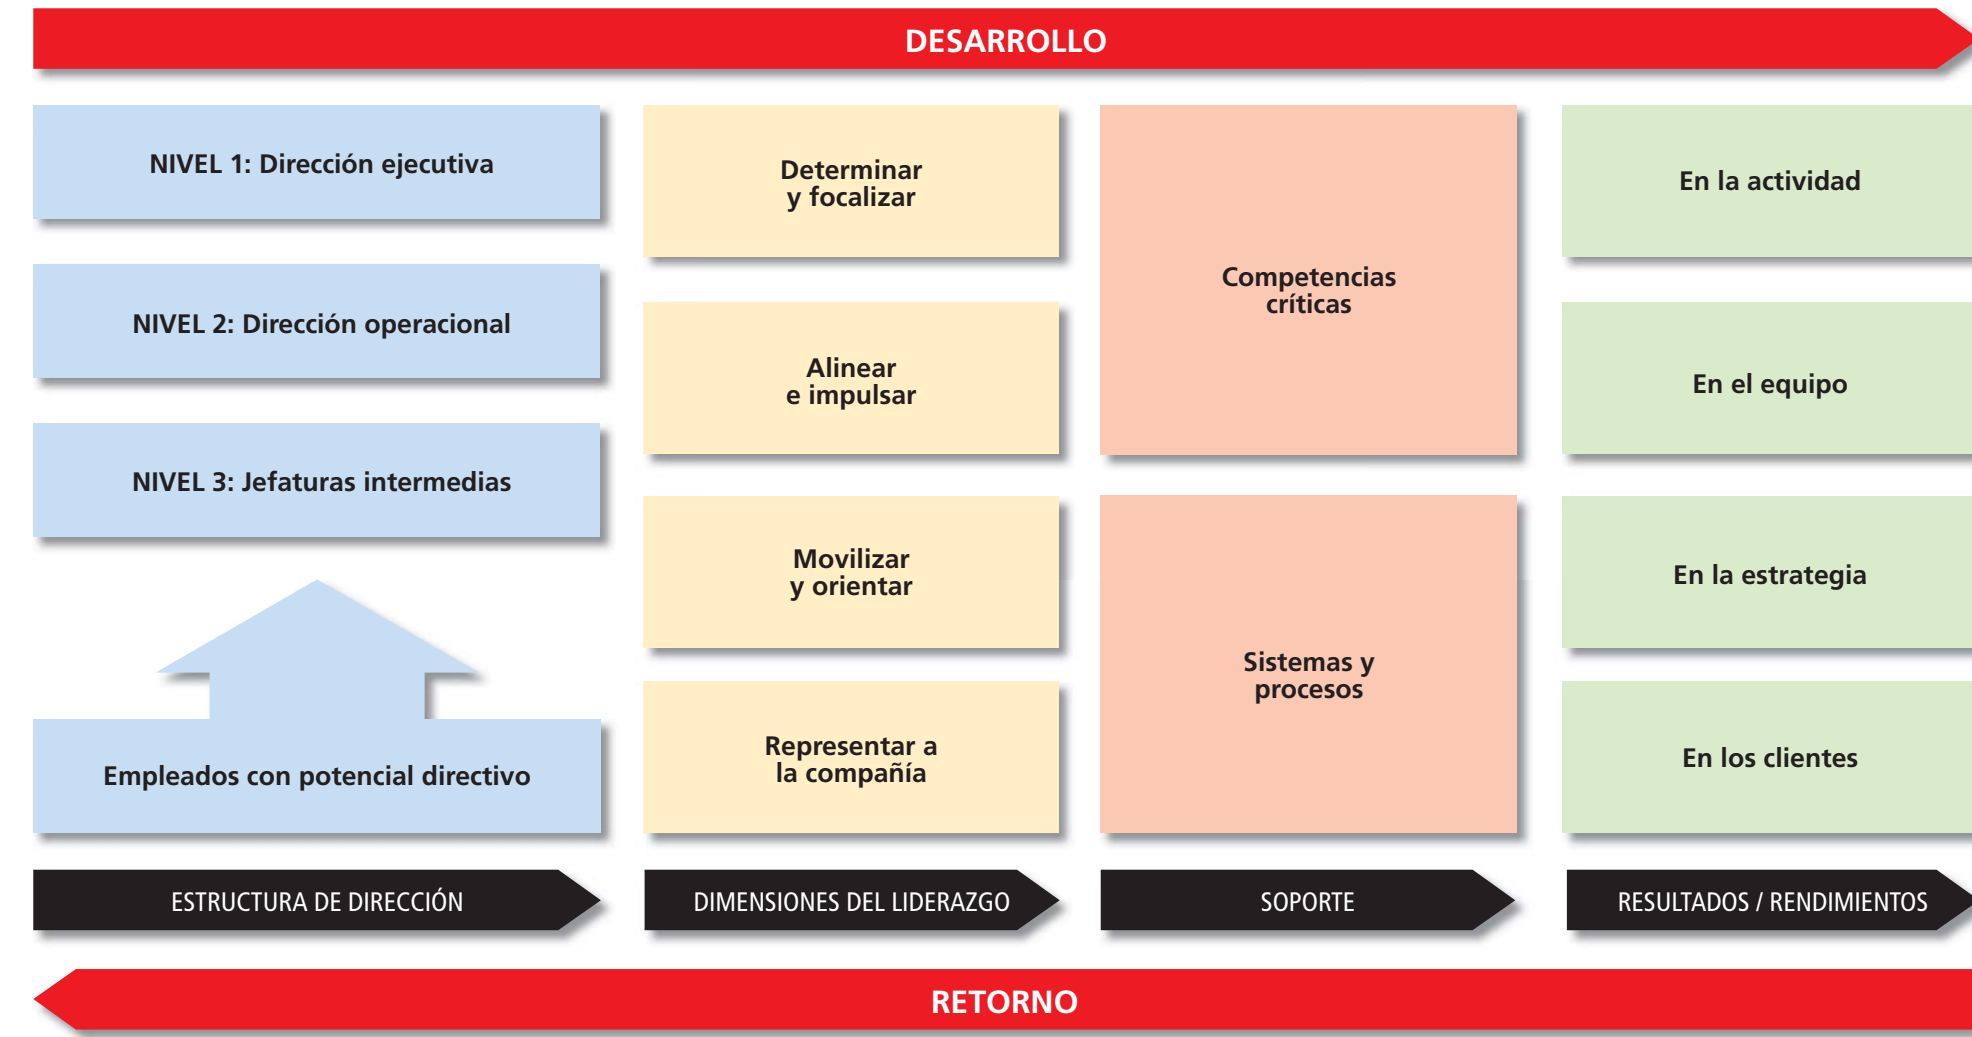 DESARROLLO
NIVEL 1: Dirección ejecutiva
NIVEL 2: Dirección operacional
NIVEL 3: Jefaturas intermedias
Empleados con potencial directivo
ESTRUCTURA DE DIRECCIÓN
Determinar
y focalizar
Alinear
e impulsar
Movilizar
y orientar
Representar a
la compañía
DIMENSIONES DEL LIDERAZGO
Competencias
críticas
Sistemas y
procesos
SOPORTE
En la actividad
En el equipo
En la estrategia
En los clientes
RESULTADOS / RENDIMIENTOS
RETORNO